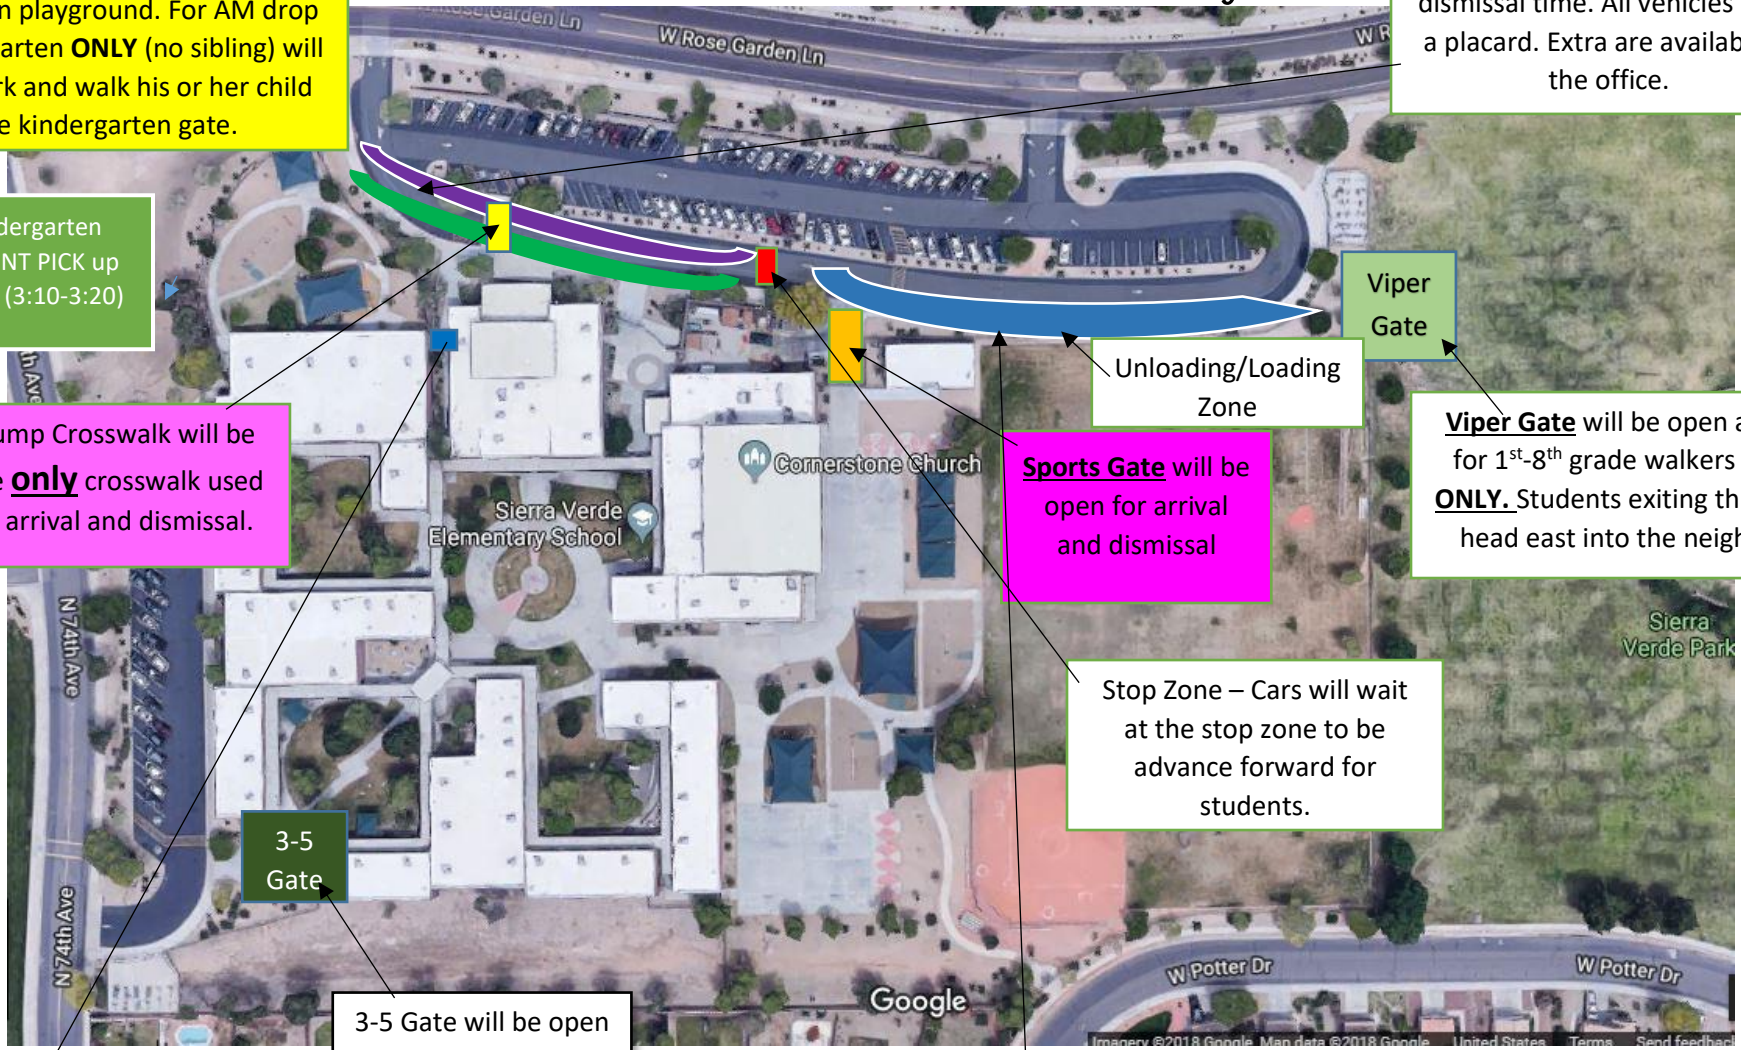 n playground. For AM drop
arten ONLY (no sibling) will
rk and walk his or her child
e kindergarten gate.
Rose Garden Ln
W Rose Garden Ln
W R
dismissal time. All vehicles
a placard. Extra are availab
the office.
dergarten
NT PICK up
(3:10-3:20)
Viper
Gate
Unloading/Loading
Zone
ump Crosswalk will be
e only crosswalk used
arrival and dismissal.
Cornerstone Church
Sierra Verde
Elementary School
Sports Gate will be
open for arrival
and dismissal
Viper Gate will be open a
for 1st-8th grade walkers
ONLY. Students exiting th
head east into the neigh
th Ave
N 74th Ave
Sierra
Verde Park
Stop Zone – Cars will wait
at the stop zone to be
advance forward for
students.
3-5
Gate
N 74th Ave
W Potter Dr
W Potter Dr
3-5 Gate will be open
Google
Imagery ©2018 Google, Map data ©2018 Google
United States
Terms
Send feedback